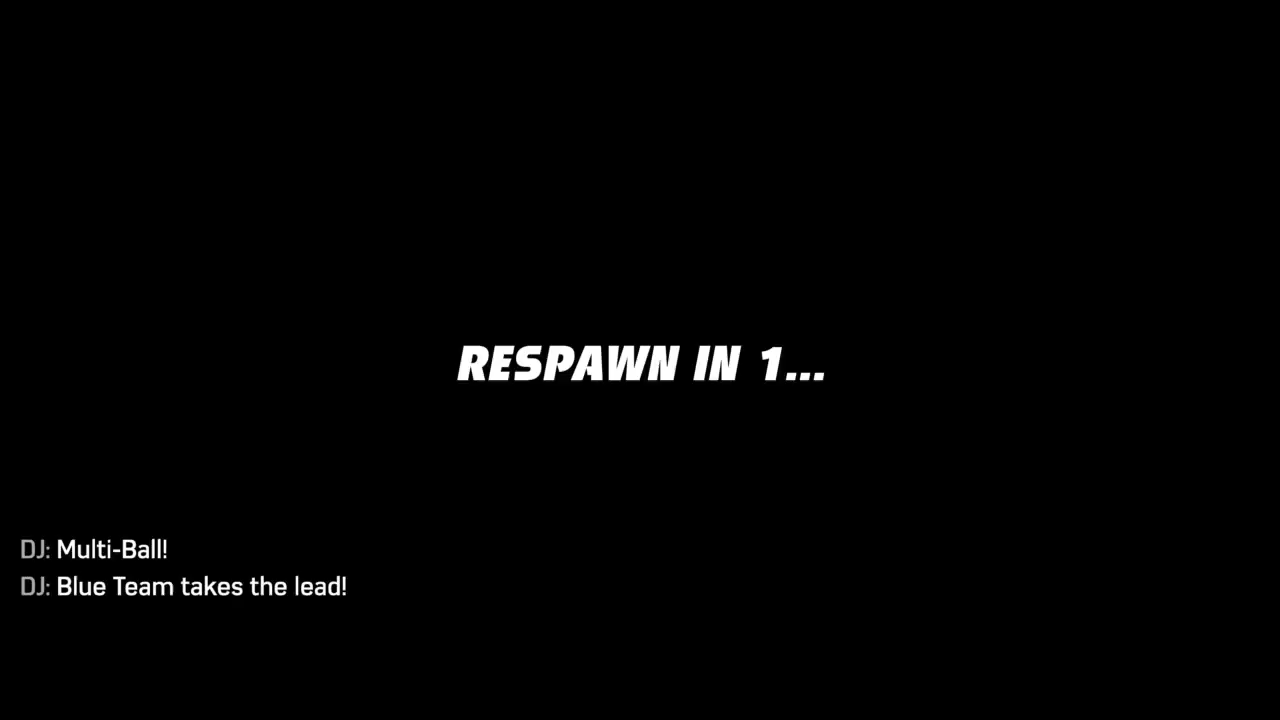 RESPAWN IN 1...
DJ: Multi-Ball!
DJ: Blue Team takes the lead!